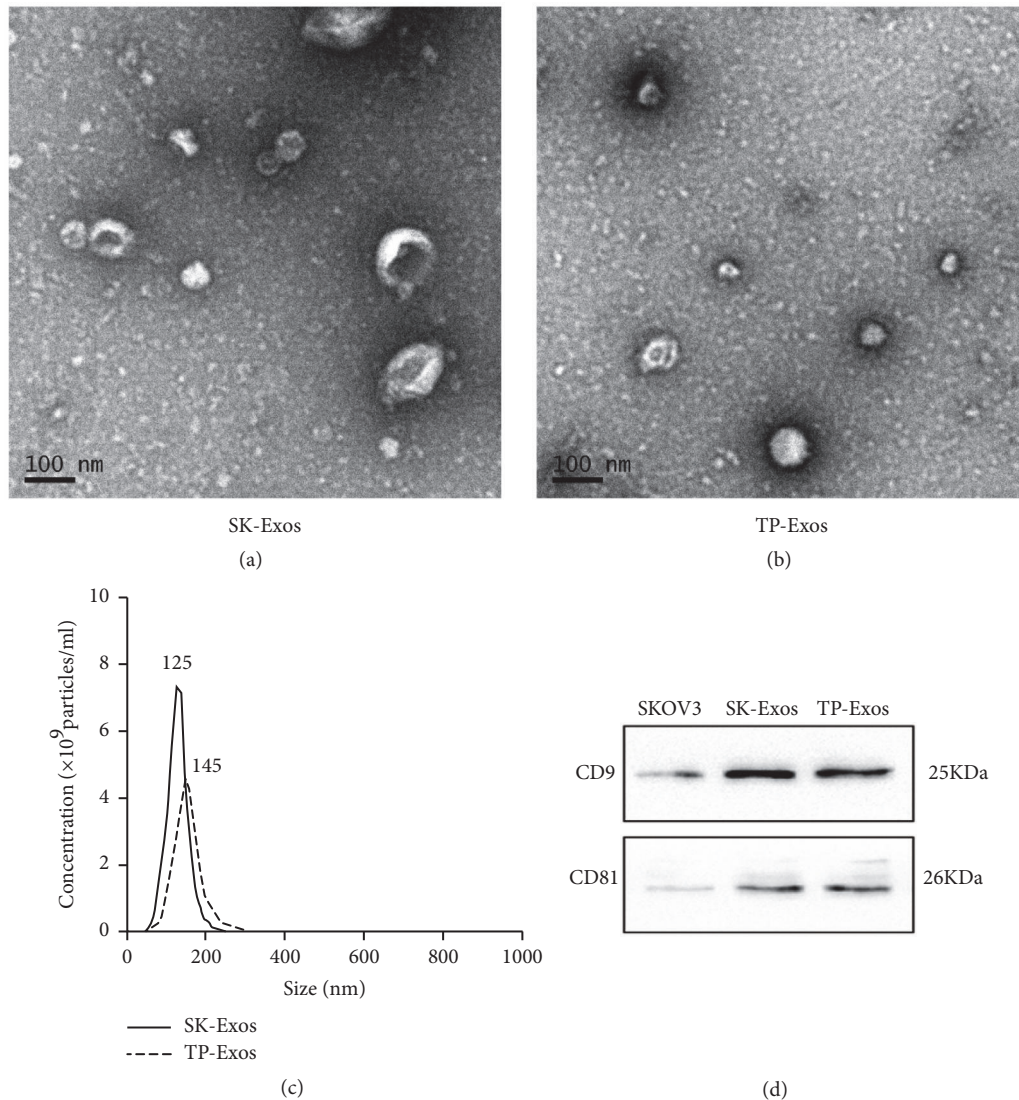 100 nm
100 nm
SK-Exos
TP-Exos
(a)
(b)
10
8
6
4
2
0
Concentration (×10⁹particles/ml)
125
145
0 200 400 600 800 1000
Size (nm)
SK-Exos
TP-Exos
(c)
SKOV3 SK-Exos TP-Exos
CD9 25KDa
CD81 26KDa
(d)